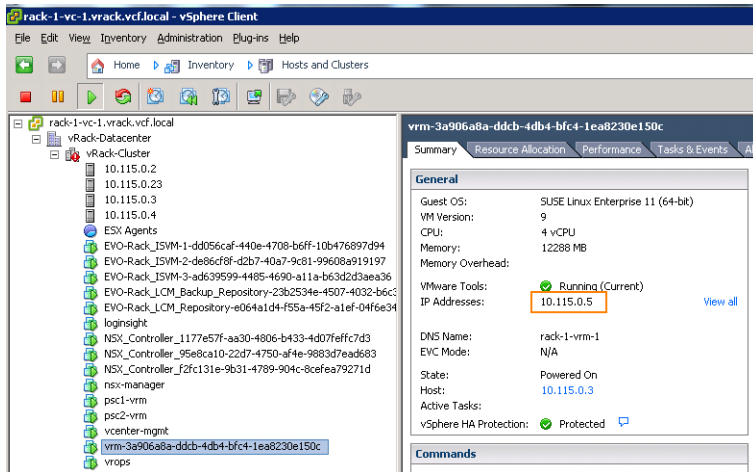 rack-1-vc-1.vrack.vcf.local - vSphere Client
File Edit View Inventory Administration Plug-ins Help
Home Inventory Hosts and Clusters
rack-1-vc-1.vrack.vcf.local
vRack-Datacenter
vRack-Cluster
10.115.0.2
10.115.0.23
10.115.0.3
10.115.0.4
ESX Agents
EVO-Rack_ISVM-1-dd056caf-440e-4708-b6ff-10b476897d94
EVO-Rack_ISVM-2-de86cf8f-d2b7-40a7-9c81-99608a919197
EVO-Rack_ISVM-3-ad639599-4485-4690-a11a-b63d2d3aea36
EVO-Rack_LCM_Backup_Repository-23b2534e-4507-4032-b6c3
EVO-Rack_LCM_Repository-e064a1d4-f55a-45f2-a1ef-04f6e34
loginsight
NSX_Controller_1177e57f-aa30-4806-b433-4d07feffc7d3
NSX_Controller_95e8ca10-22d7-4750-af4e-9883d7ead683
NSX_Controller_f2fc131e-9b31-4789-904c-8cefea79271d
nsx-manager
psc1-vrm
psc2-vrm
vcenter-mgmt
vrm-3a906a8a-ddcb-4db4-bfc4-1ea8230e150c
vrops
vrm-3a906a8a-ddcb-4db4-bfc4-1ea8230e150c
Summary Resource Allocation Performance Tasks & Events Al
General
Guest OS: SUSE Linux Enterprise 11 (64-bit)
VM Version: 9
CPU: 4 vCPU
Memory: 12288 MB
Memory Overhead:
VMware Tools: Running (Current)
IP Addresses: 10.115.0.5 View all
DNS Name: rack-1-vrm-1
EVC Mode: N/A
State: Powered On
Host: 10.115.0.3
Active Tasks:
vSphere HA Protection: Protected
Commands